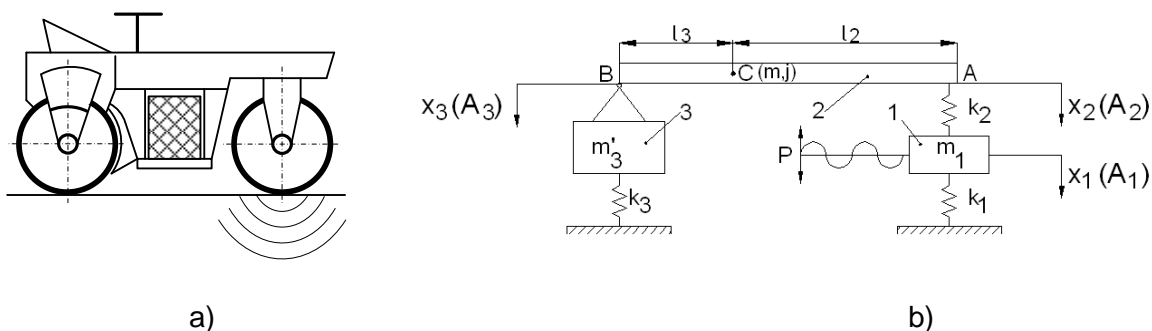 l3
l2
B
C (m,j)
A
x3(A3)
x2(A2)
3
2
k2
1
m'3
P
m1
x1(A1)
k3
k1
a)
b)